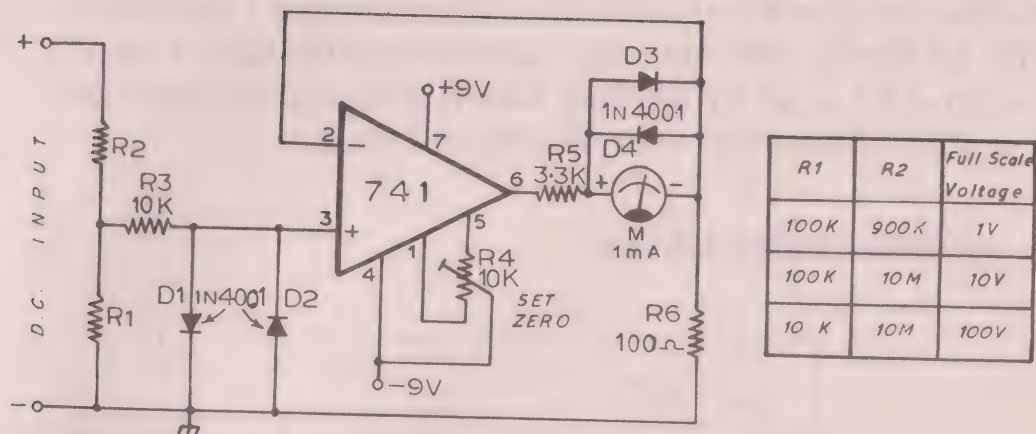 +
D.C. INPUT
-
R2
R3
10K
R1
D1
1N4001
D2
2
-
+9V
7
741
3
+
6
5
1
4
R4
10K
SET
ZERO
-9V
R5
3.3K
D3
1N4001
D4
+
-
M
1mA
R6
100Ω
R1 R2 Full Scale Voltage
100K 900K 1V
100K 10M 10V
10 K 10M 100V